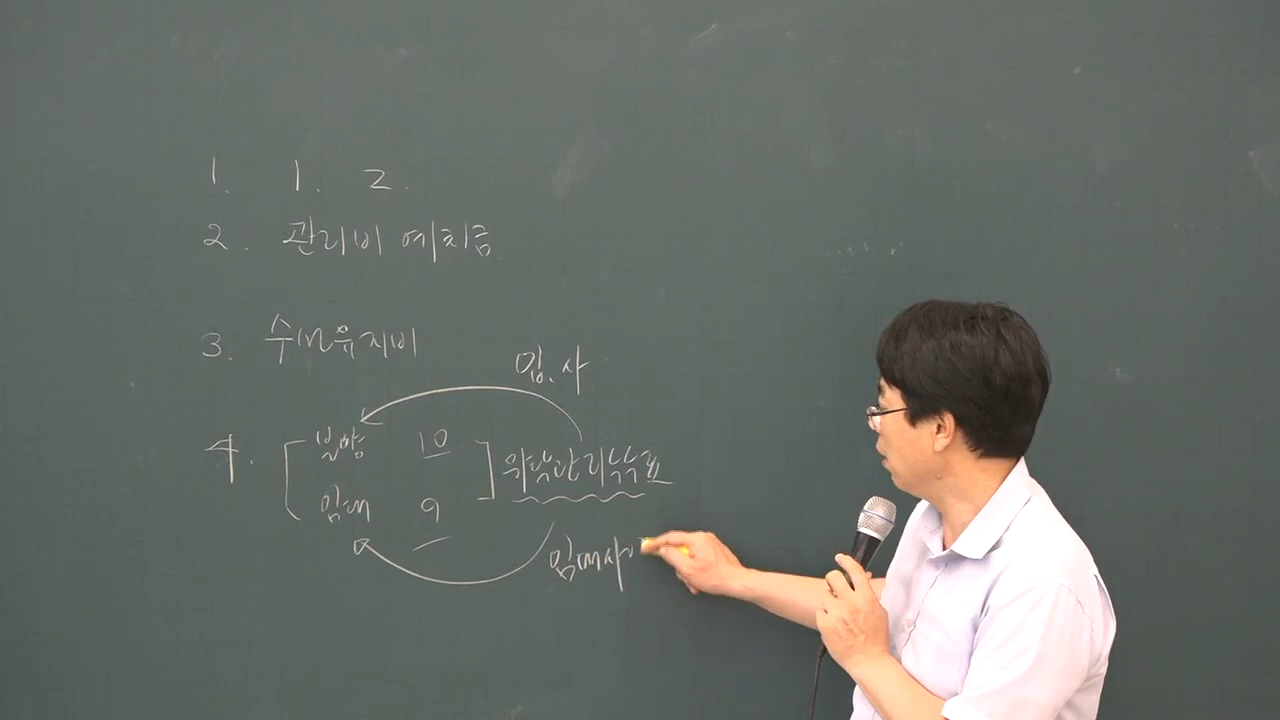 1. 1. 2.
2. 관리비 예치금
3. 수선유지비
임.사
4. [ 분양 10 ] 위탁관리수수료
임대 9
임대사